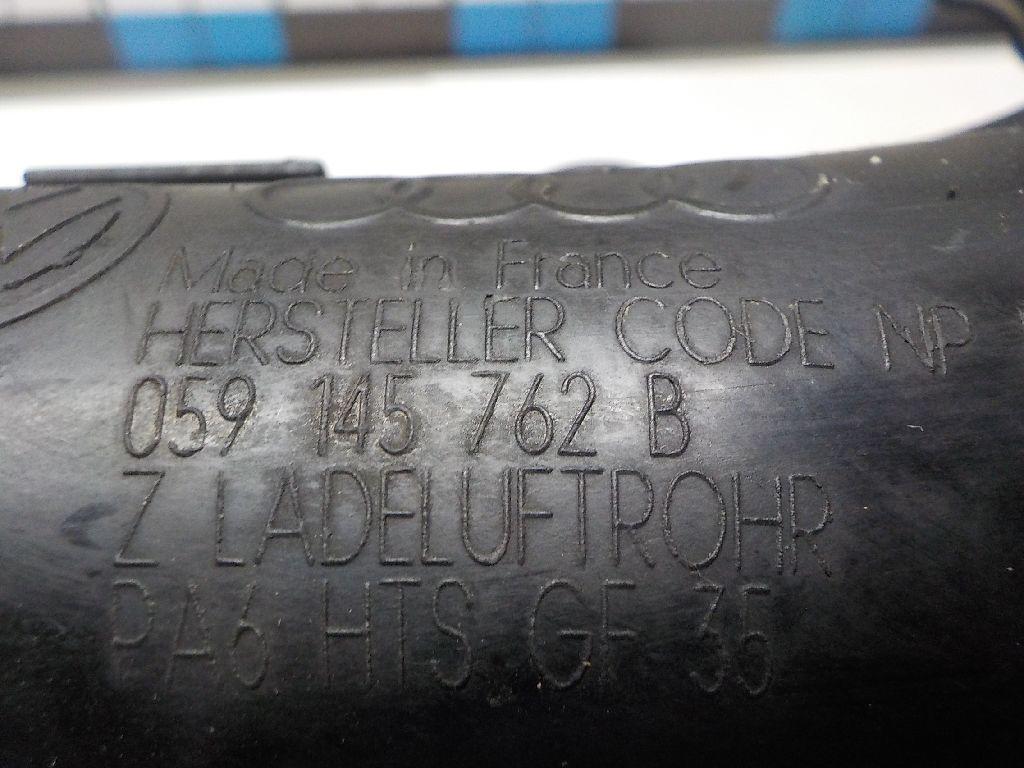 Made in France
HERSTELLER CODE NP
059 145 762 B
Z LADELUFTROHR
PA6 HTS GF 35